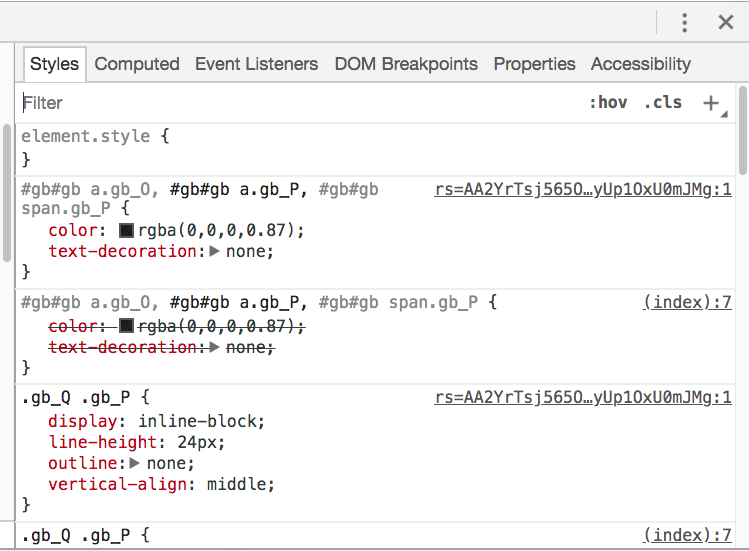 Styles Computed Event Listeners DOM Breakpoints Properties Accessibility
Filter :hov .cls +
element.style {
}
#gb#gb a.gb_O, #gb#gb a.gb_P, #gb#gb rs=AA2YrTsj565O…yUp1OxU0mJMg:1
span.gb_P {
color: rgba(0,0,0,0.87);
text-decoration:▶ none;
}
#gb#gb a.gb_O, #gb#gb a.gb_P, #gb#gb span.gb_P { (index):7
color: rgba(0,0,0,0.87);
text-decoration:▶ none;
}
.gb_Q .gb_P { rs=AA2YrTsj565O…yUp1OxU0mJMg:1
display: inline-block;
line-height: 24px;
outline:▶ none;
vertical-align: middle;
}
.gb_Q .gb_P { (index):7